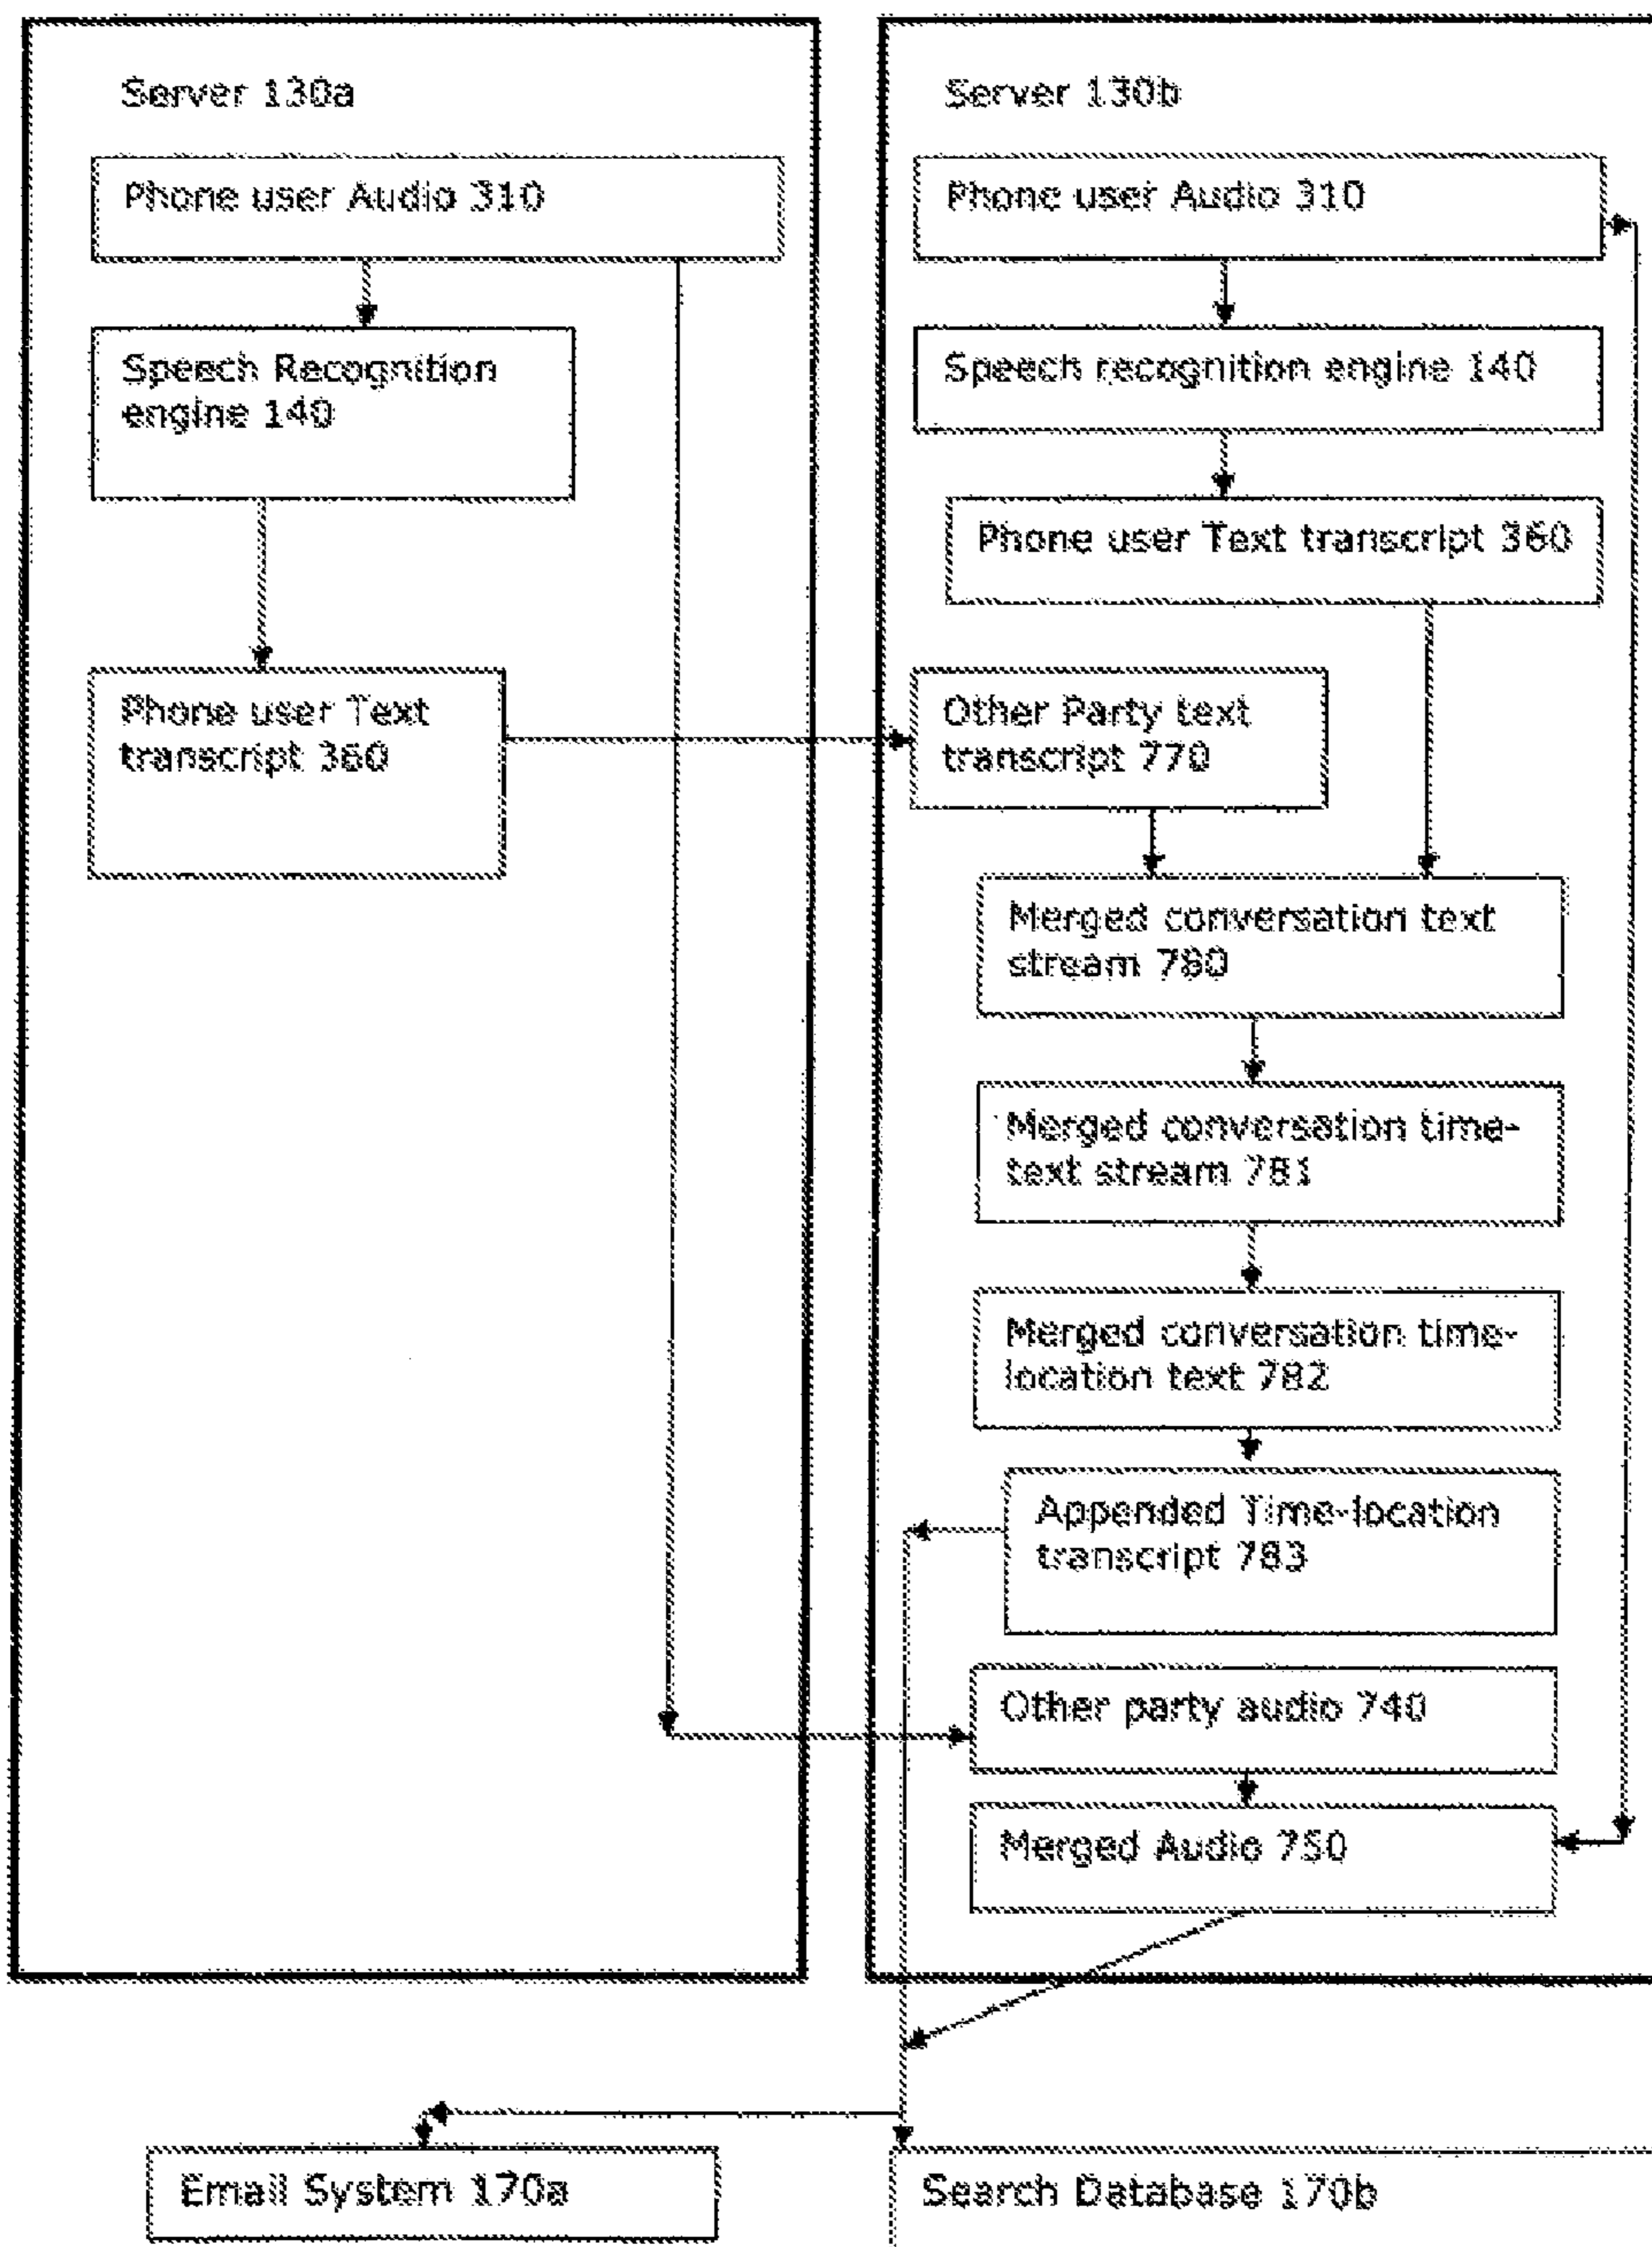 Server 130a
Phone user Audio 310
Speech Recognition
engine 140
Phone user Text
transcript 360
Server 130b
Phone user Audio 310
Speech recognition engine 140
Phone user Text transcript 360
Other Party text
transcript 770
Merged conversation text
stream 780
Merged conversation time-
text stream 781
Merged conversation time-
location text 782
Appended Time-location
transcript 783
Other party audio 740
Merged Audio 750
Email System 170a
Search Database 170b